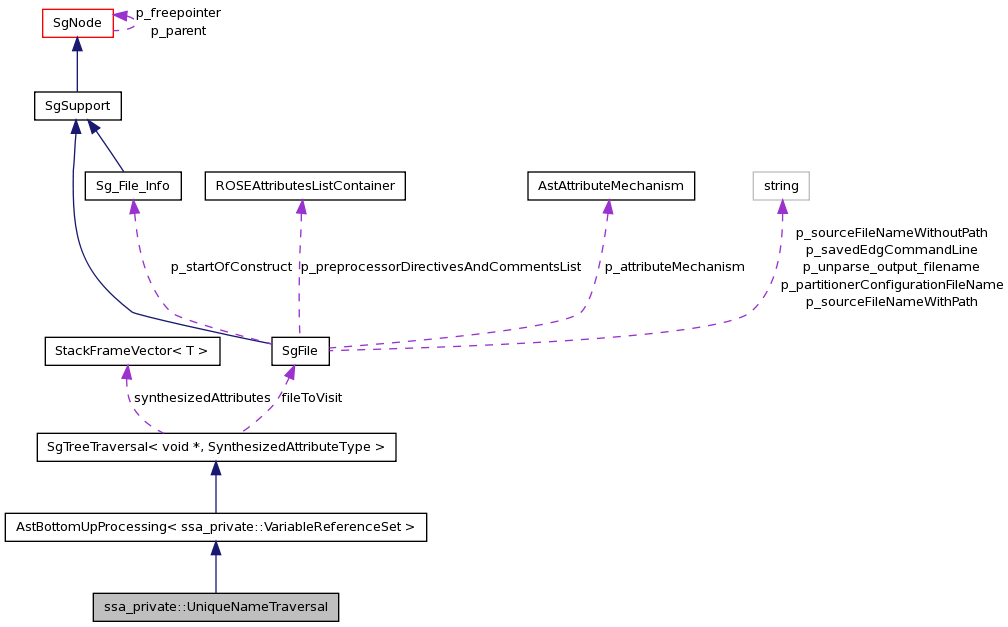 p_freepointer
SgNode
p_parent
SgSupport
Sg_File_Info
ROSEAttributesListContainer
AstAttributeMechanism
string
p_sourceFileNameWithoutPath
p_savedEdgCommandLine
p_startOfConstruct
p_preprocessorDirectivesAndCommentsList
p_attributeMechanism
p_unparse_output_filename
p_partitionerConfigurationFileName
p_sourceFileNameWithPath
StackFrameVector< T >
SgFile
synthesizedAttributes
fileToVisit
SgTreeTraversal< void *, SynthesizedAttributeType >
AstBottomUpProcessing< ssa_private::VariableReferenceSet >
ssa_private::UniqueNameTraversal